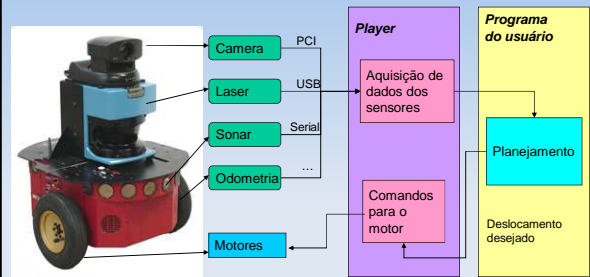 Camera
PCI
Laser
USB
Sonar
Serial
Odometria
...
Motores
Player
Aquisição de
dados dos
sensores
Comandos
para o
motor
Programa
do usuário
Planejamento
Deslocamento
desejado